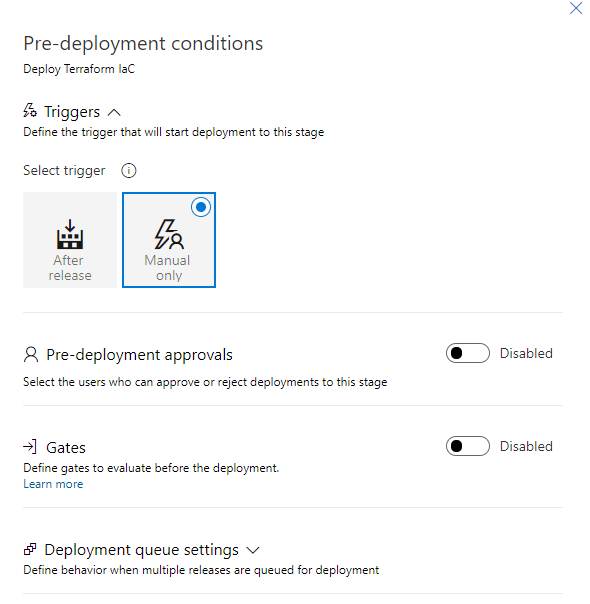 Pre-deployment conditions
Deploy Terraform IaC
Triggers
Define the trigger that will start deployment to this stage
Select trigger
After
release
Manual
only
Pre-deployment approvals
Disabled
Select the users who can approve or reject deployments to this stage
Gates
Disabled
Define gates to evaluate before the deployment.
Learn more
Deployment queue settings
Define behavior when multiple releases are queued for deployment